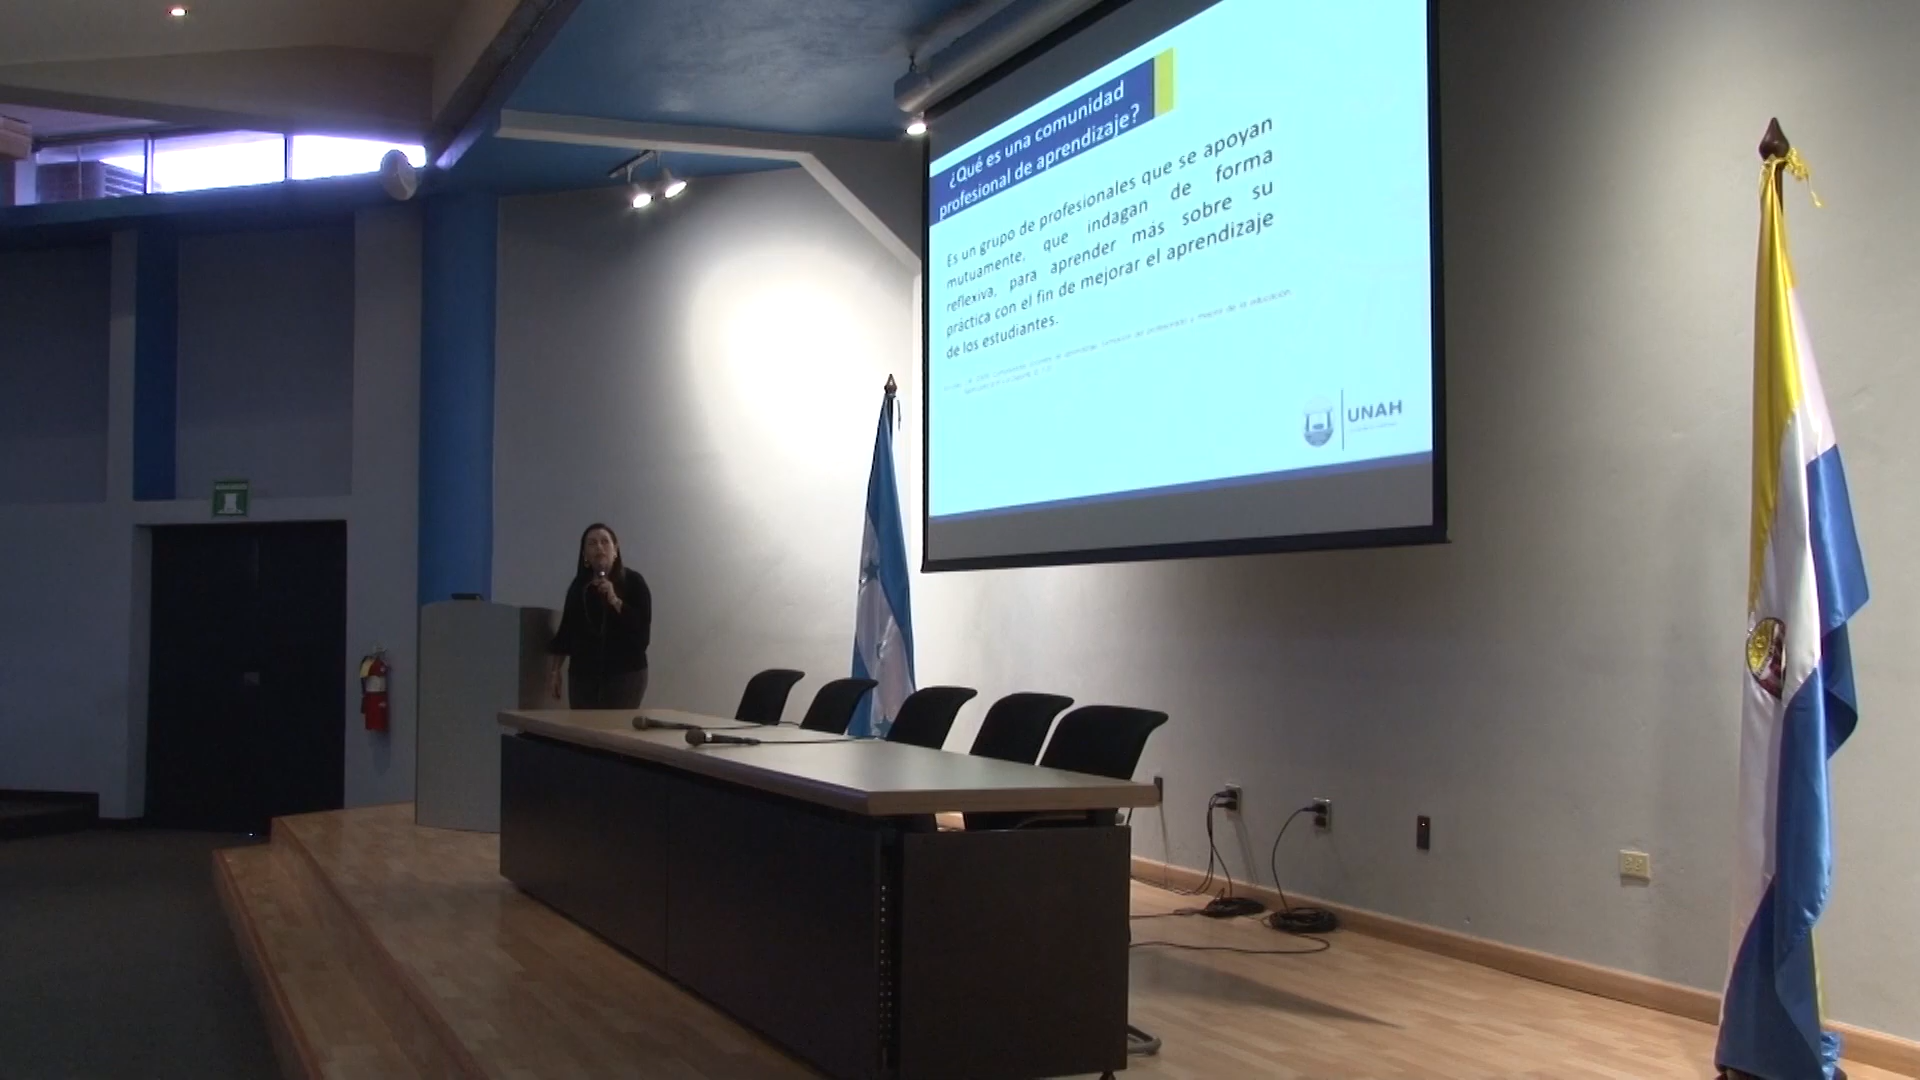 ¿Qué es una comunidad
profesional de aprendizaje?
Es un grupo de profesionales que se apoyan
mutuamente, que indagan de forma
reflexiva, para aprender más sobre su
práctica con el fin de mejorar el aprendizaje
de los estudiantes.
UNAH